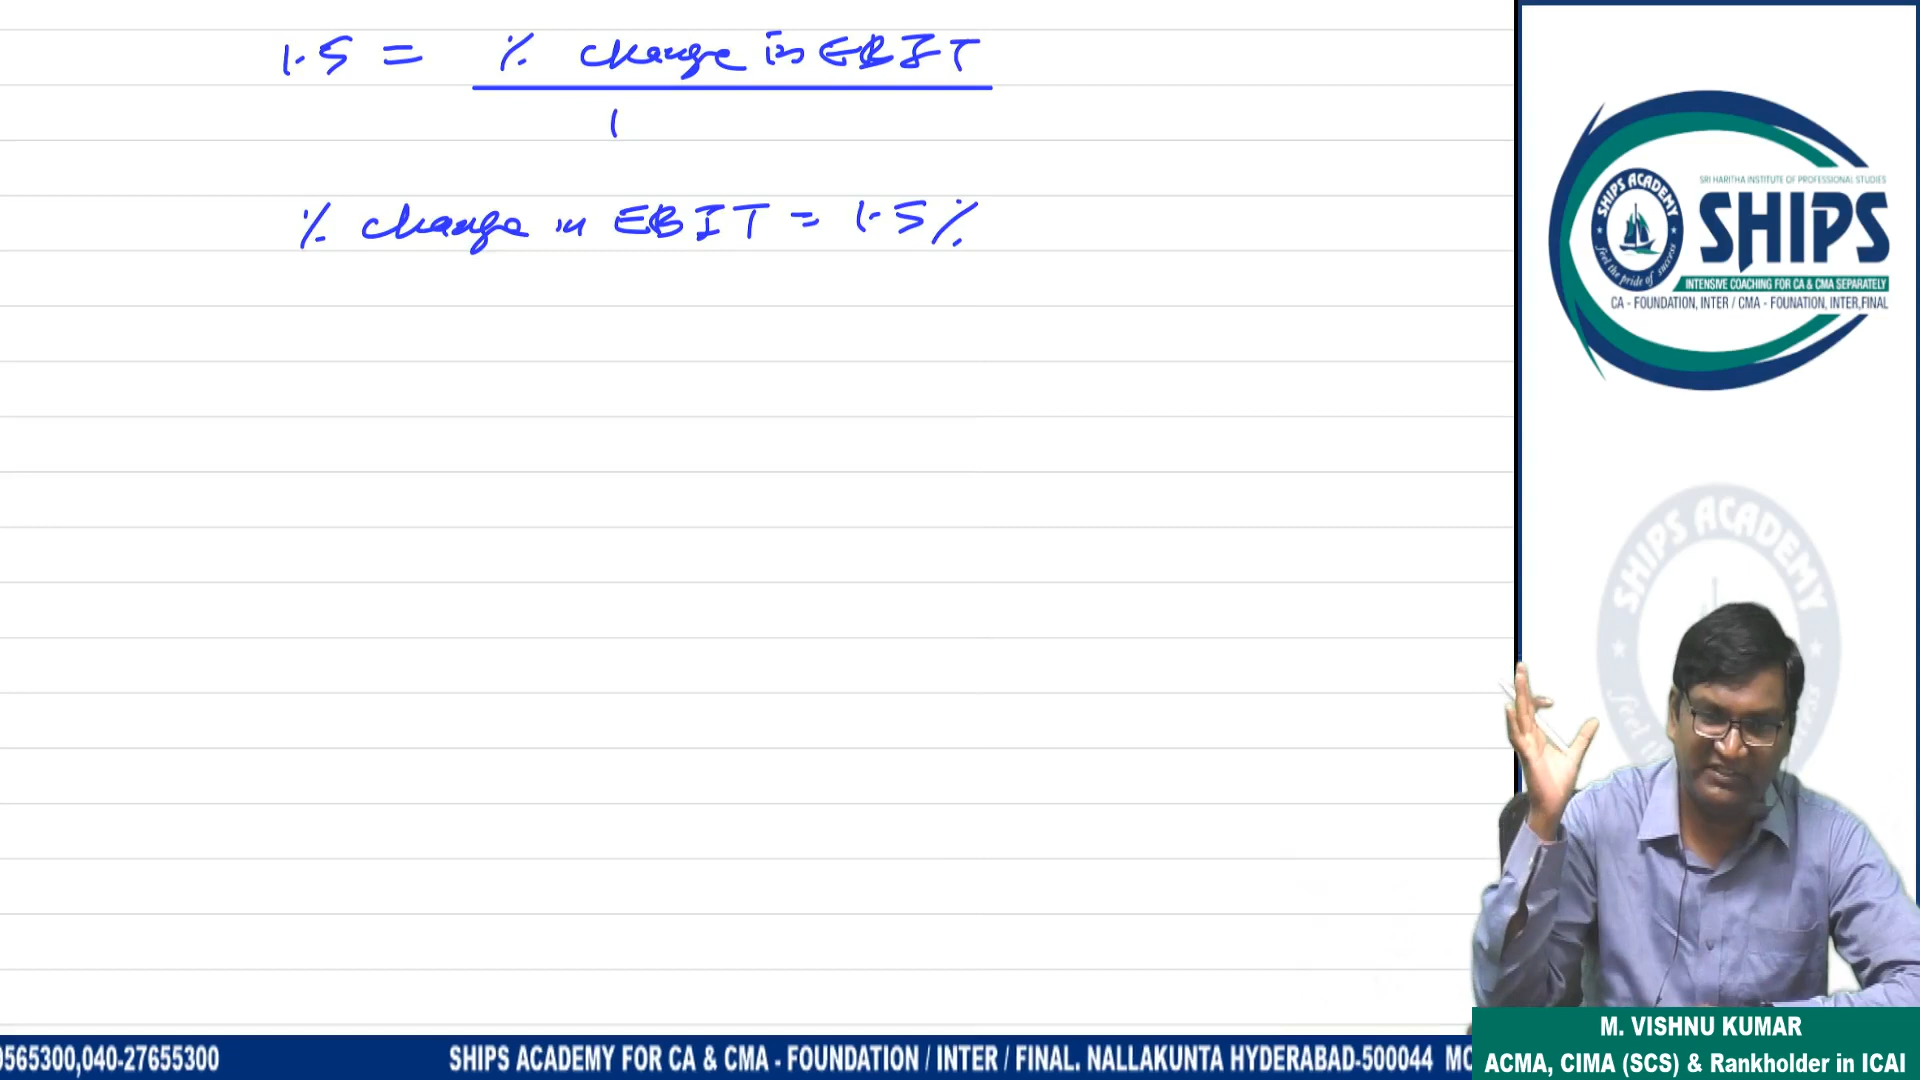 1.5 = % change in EBIT
1
% change in EBIT = 1.5%
SRI HARITHA INSTITUTE OF PROFESSIONAL STUDIES
SHIPS ACADEMY
feel the pride of success
SHIPS
INTENSIVE COACHING FOR CA & CMA SEPARATELY
CA - FOUNDATION, INTER / CMA - FOUNATION, INTER,FINAL
SHIPS ACADEMY
M. VISHNU KUMAR
ACMA, CIMA (SCS) & Rankholder in ICAI
9565300,040-27655300 SHIPS ACADEMY FOR CA & CMA - FOUNDATION / INTER / FINAL. NALLAKUNTA HYDERABAD-500044